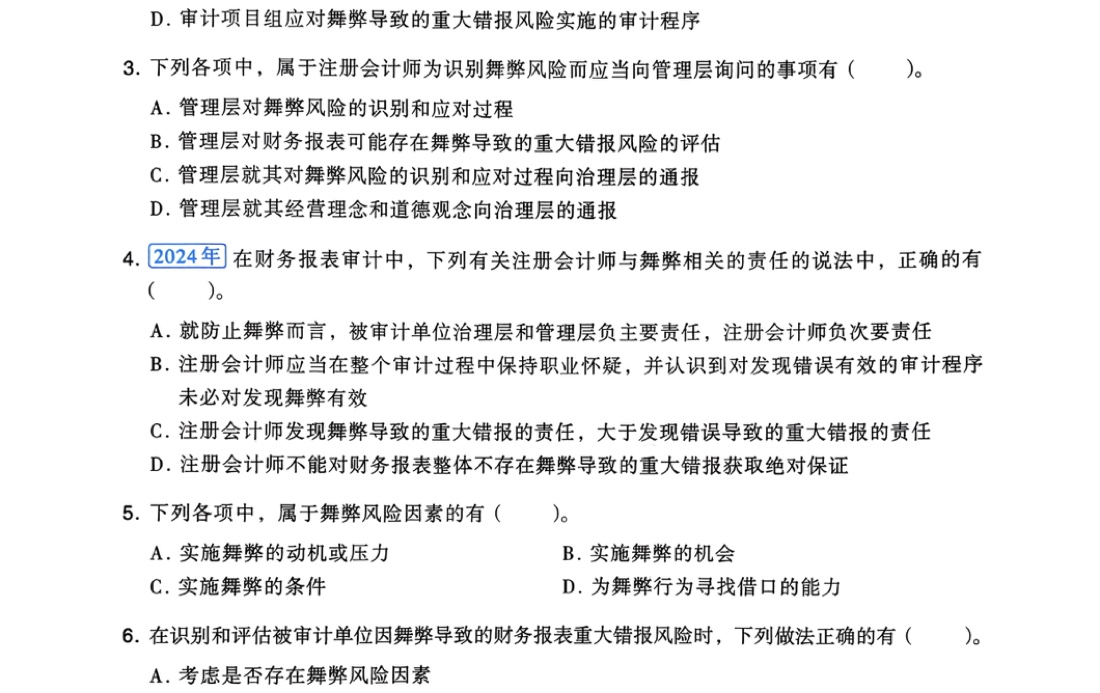 D. 审计项目组应对舞弊导致的重大错报风险实施的审计程序
3. 下列各项中，属于注册会计师为识别舞弊风险而应当向管理层询问的事项有（　　）。
A. 管理层对舞弊风险的识别和应对过程
B. 管理层对财务报表可能存在舞弊导致的重大错报风险的评估
C. 管理层就其对舞弊风险的识别和应对过程向治理层的通报
D. 管理层就其经营理念和道德观念向治理层的通报
4. 2024年 在财务报表审计中，下列有关注册会计师与舞弊相关的责任的说法中，正确的有
（　　）。
A. 就防止舞弊而言，被审计单位治理层和管理层负主要责任，注册会计师负次要责任
B. 注册会计师应当在整个审计过程中保持职业怀疑，并认识到对发现错误有效的审计程序
未必对发现舞弊有效
C. 注册会计师发现舞弊导致的重大错报的责任，大于发现错误导致的重大错报的责任
D. 注册会计师不能对财务报表整体不存在舞弊导致的重大错报获取绝对保证
5. 下列各项中，属于舞弊风险因素的有（　　）。
A. 实施舞弊的动机或压力　　B. 实施舞弊的机会
C. 实施舞弊的条件　　D. 为舞弊行为寻找借口的能力
6. 在识别和评估被审计单位因舞弊导致的财务报表重大错报风险时，下列做法正确的有（　　）。
A. 考虑是否存在舞弊风险因素